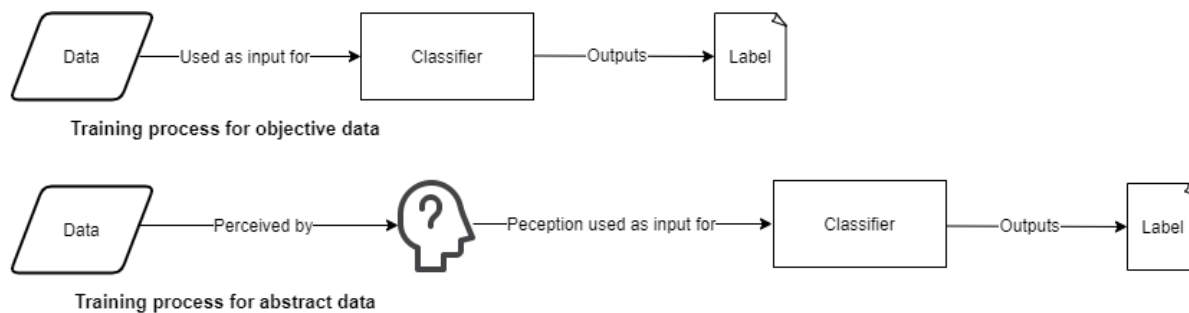 Data Used as input for Classifier Outputs Label
Training process for objective data
Data Perceived by ? Peception used as input for Classifier Outputs Label
Training process for abstract data